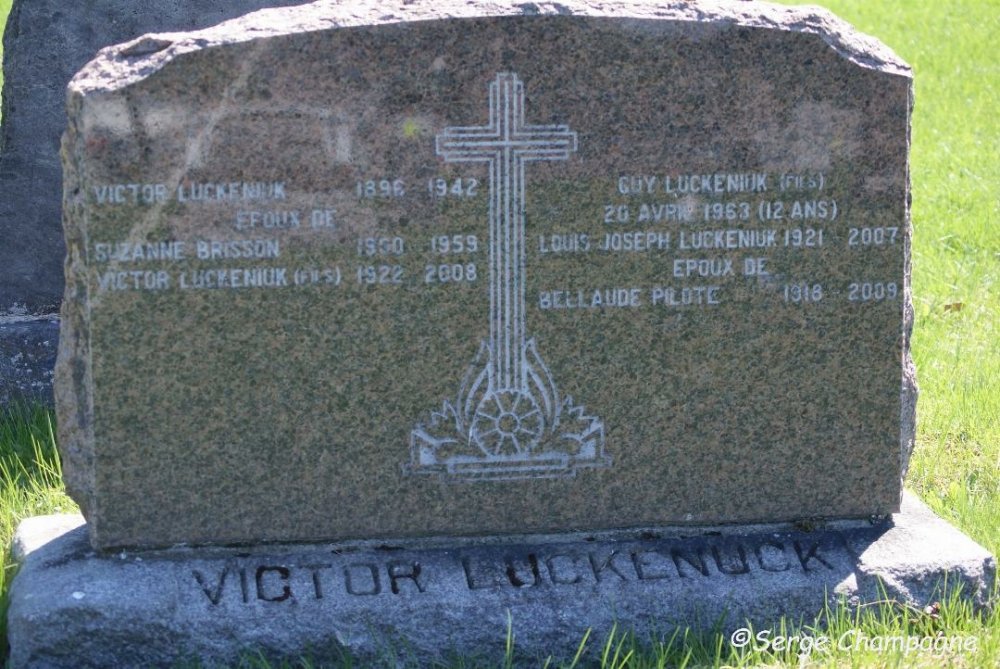 VICTOR LUCKENIUK 1896 1942
EPOUX DE
SUZANNE BRISSON 1900 1959
VICTOR LUCKENIUK (FILS) 1922 2008
GUY LUCKENIUK (FILS)
20 AVRIL 1963 (12 ANS)
LOUIS JOSEPH LUCKENIUK 1921 2007
EPOUX DE
BELLAUDE PILOTE 1918 2009
VICTOR LUCKENUCK
©Serge Champagne